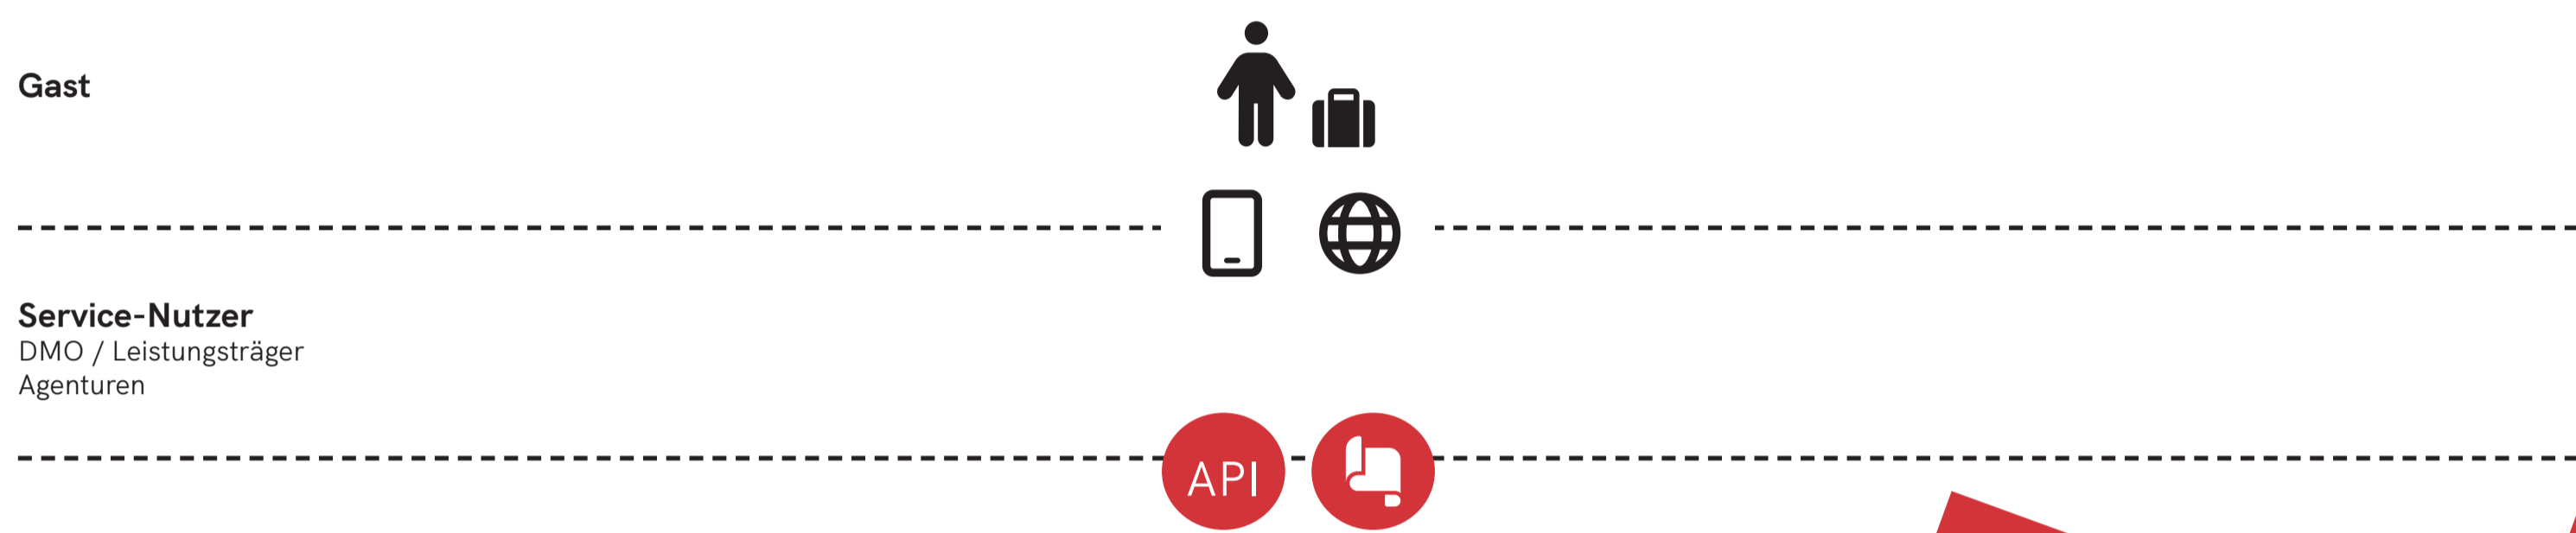 Gast
Service-Nutzer
DMO / Leistungsträger
Agenturen
API